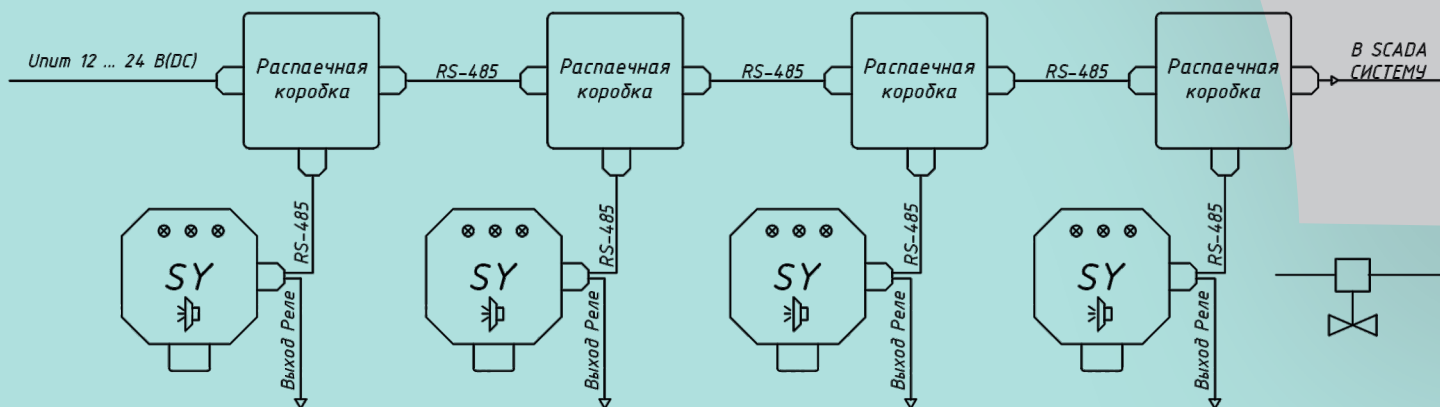 Uпит 12 ... 24 В(DC)
Распаечная
коробка
RS-485
Распаечная
коробка
RS-485
Распаечная
коробка
RS-485
Распаечная
коробка
В SCADA
СИСТЕМУ
SY
RS-485
Выход Реле
SY
RS-485
Выход Реле
SY
RS-485
Выход Реле
SY
RS-485
Выход Реле